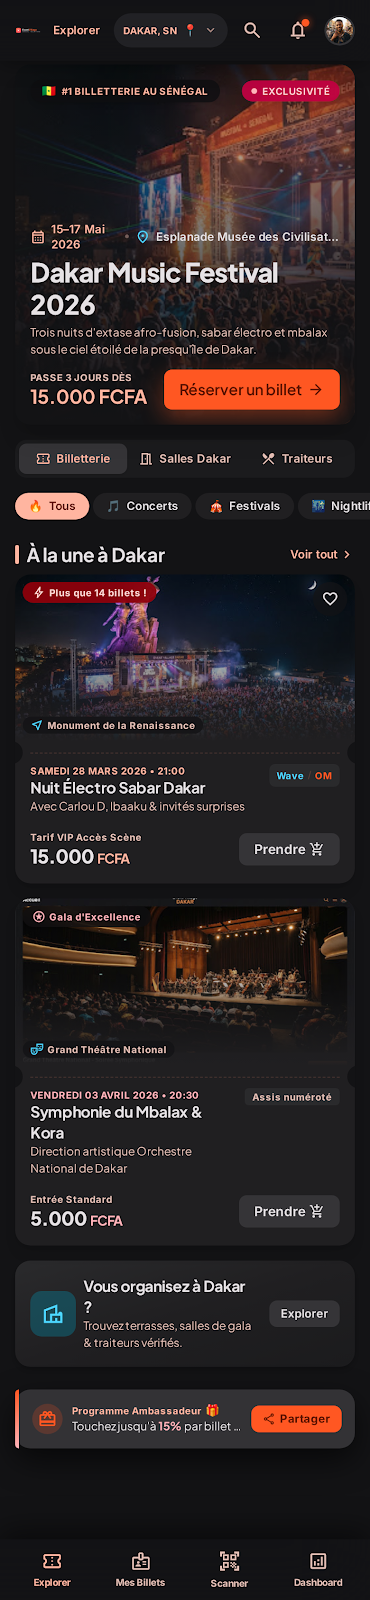 Explorer
DAKAR, SN
#1 BILLETTERIE AU SÉNÉGAL
EXCLUSIVITÉ
15–17 Mai
2026
Esplanade Musée des Civilisat...
Dakar Music Festival
2026
Trois nuits d'extase afro-fusion, sabar électro et mbalax
sous le ciel étoilé de la presqu'île de Dakar.
PASSE 3 JOURS DÈS
15.000 FCFA
Réserver un billet →
Billetterie
Salles Dakar
Traiteurs
Tous
Concerts
Festivals
Nightlif
À la une à Dakar
Voir tout
Plus que 14 billets !
Monument de la Renaissance
SAMEDI 28 MARS 2026 • 21:00
Wave / OM
Nuit Électro Sabar Dakar
Avec Carlou D, Ibaaku & invités surprises
Tarif VIP Accès Scène
15.000 FCFA
Prendre
DAKAR
Gala d'Excellence
Grand Théâtre National
VENDREDI 03 AVRIL 2026 • 20:30
Assis numéroté
Symphonie du Mbalax &
Kora
Direction artistique Orchestre
National de Dakar
Entrée Standard
5.000 FCFA
Prendre
Vous organisez à Dakar
?
Trouvez terrasses, salles de gala
& traiteurs vérifiés.
Explorer
Programme Ambassadeur
Touchez jusqu'à 15% par billet ...
Partager
Explorer
Mes Billets
Scanner
Dashboard